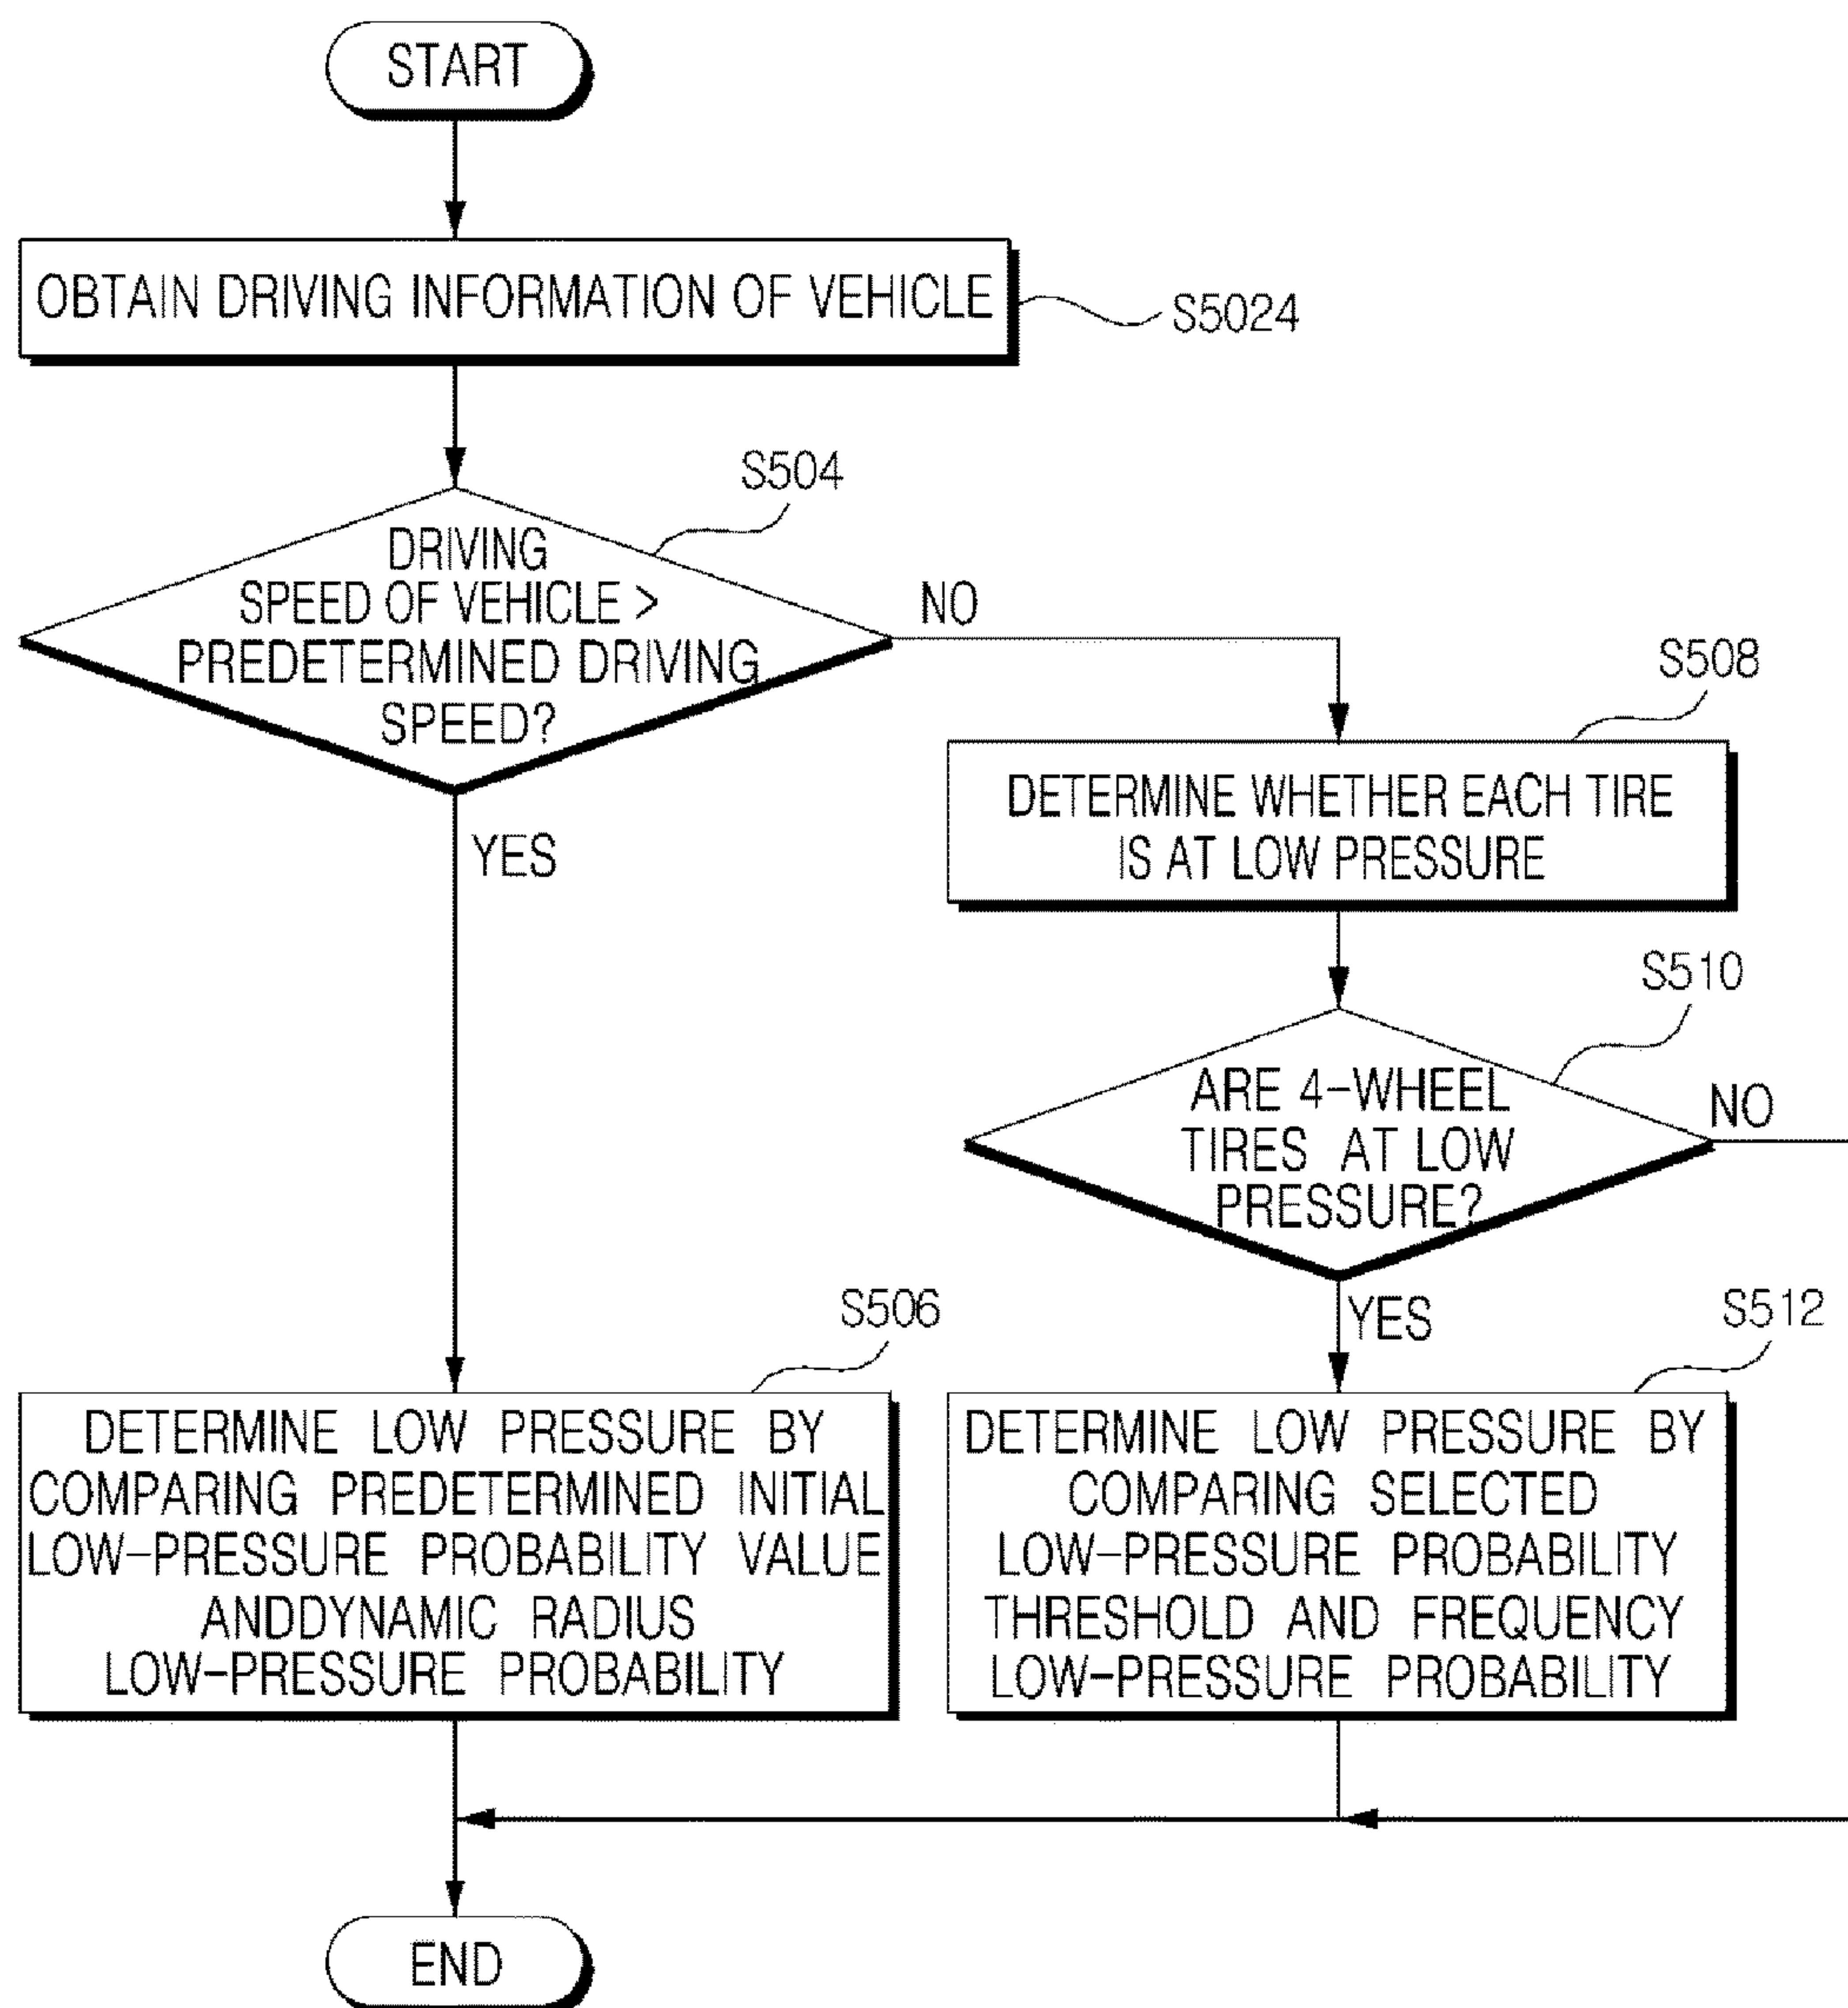 START
OBTAIN DRIVING INFORMATION OF VEHICLE
S5024
S504
DRIVING
SPEED OF VEHICLE >
PREDETERMINED DRIVING
SPEED?
NO
YES
S508
DETERMINE WHETHER EACH TIRE
IS AT LOW PRESSURE
S510
ARE 4-WHEEL
TIRES AT LOW
PRESSURE?
NO
YES
S506
DETERMINE LOW PRESSURE BY
COMPARING PREDETERMINED INITIAL
LOW-PRESSURE PROBABILITY VALUE
ANDDYNAMIC RADIUS
LOW-PRESSURE PROBABILITY
S512
DETERMINE LOW PRESSURE BY
COMPARING SELECTED
LOW-PRESSURE PROBABILITY
THRESHOLD AND FREQUENCY
LOW-PRESSURE PROBABILITY
END